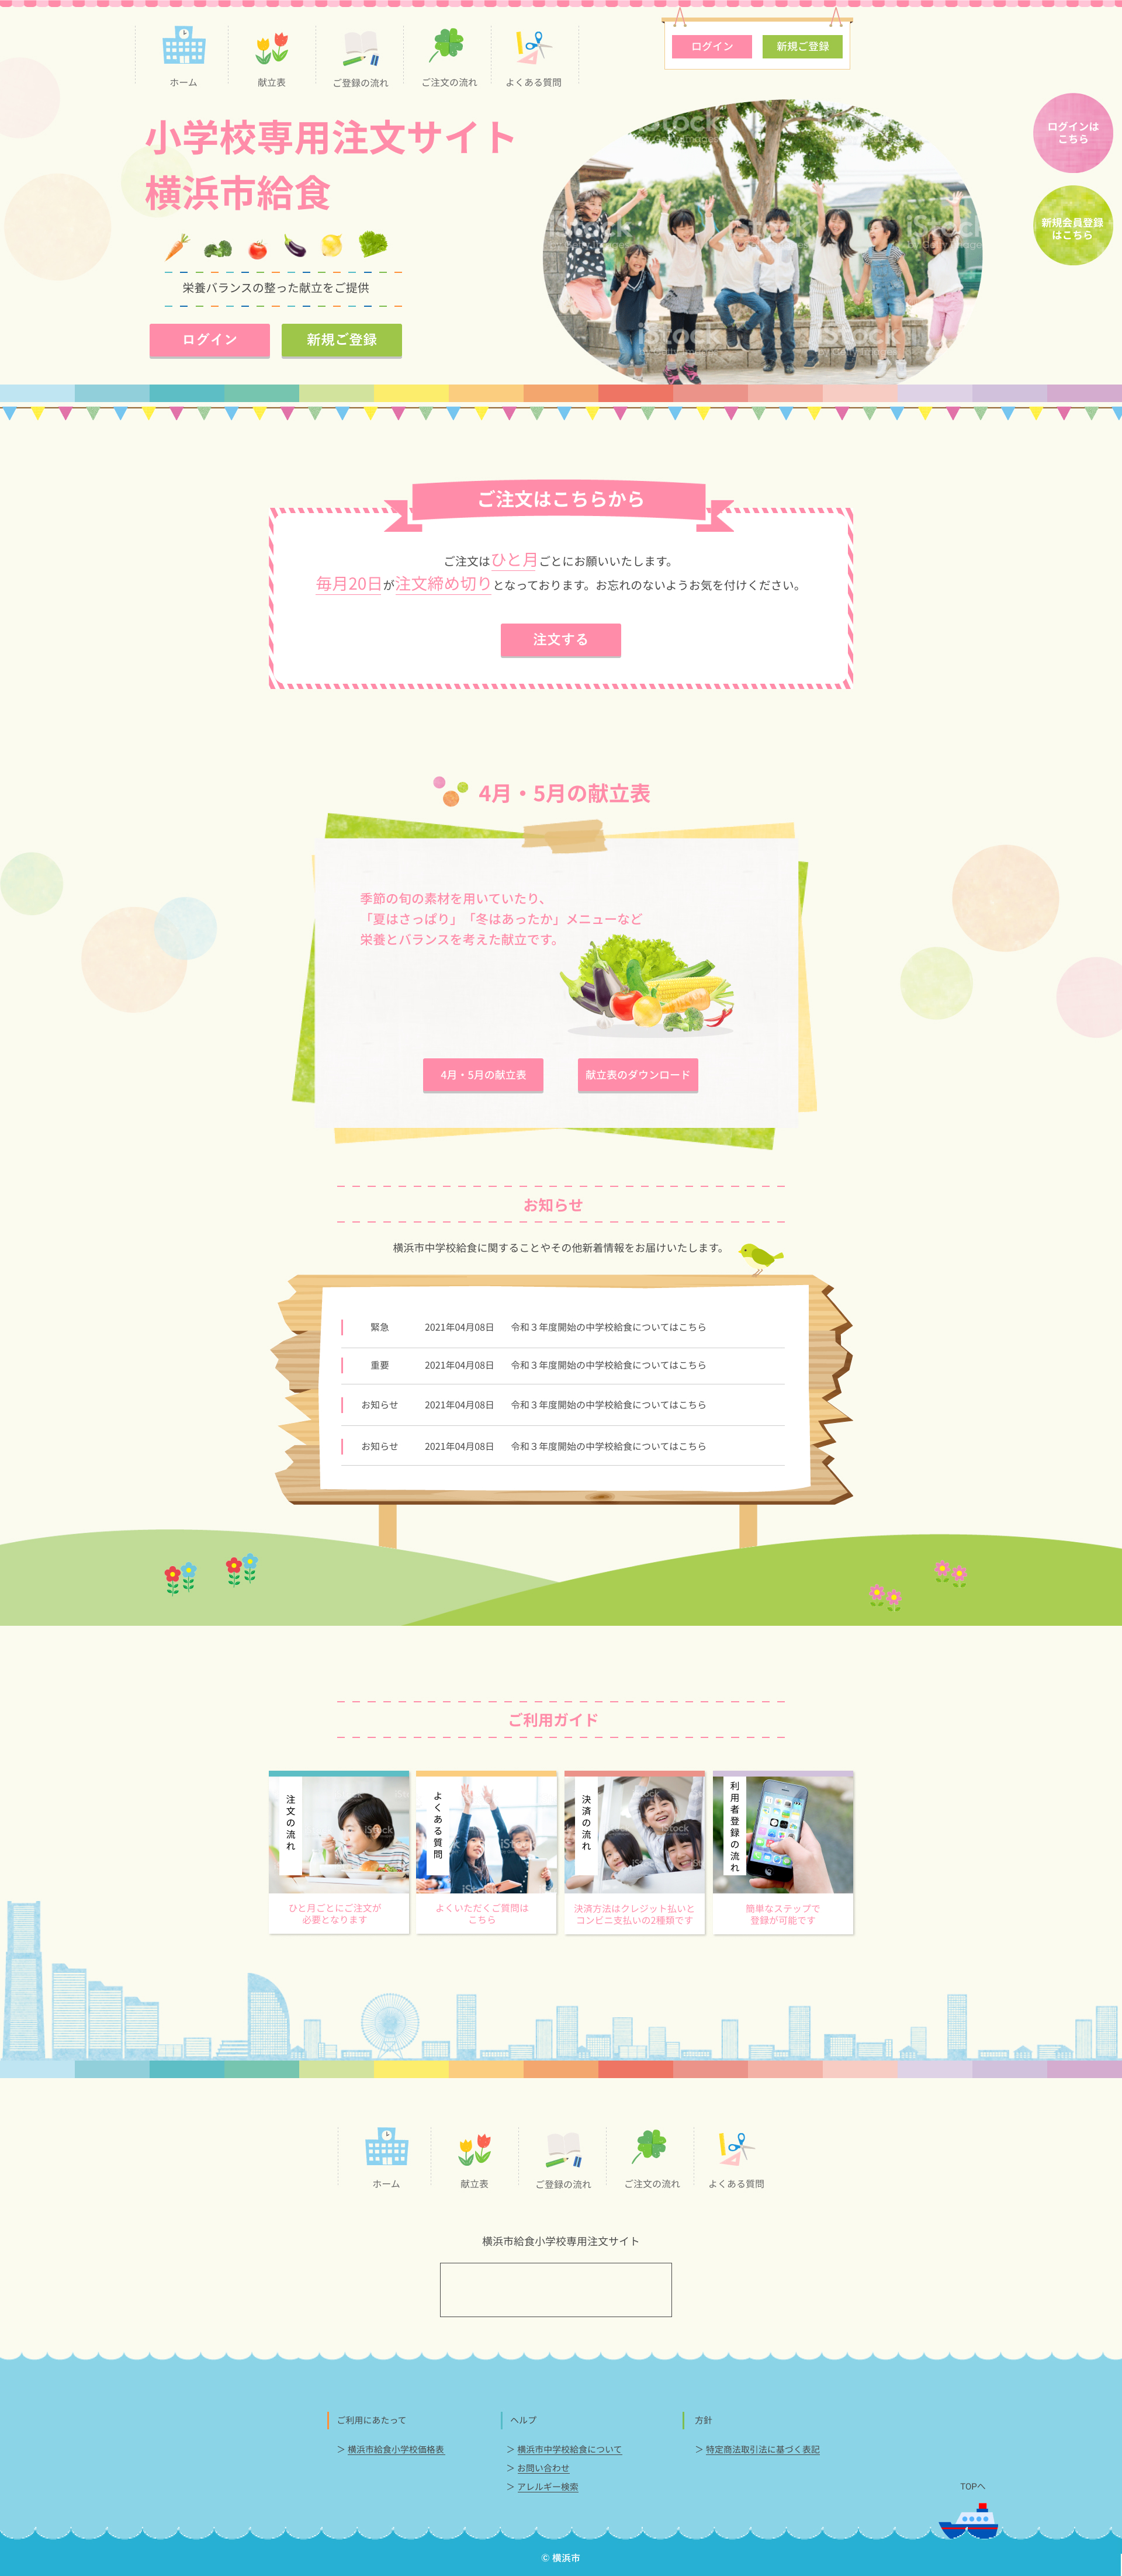 ホーム
献立表
ご登録の流れ
ご注文の流れ
よくある質問
ログイン
新規ご登録
ログインは
こちら
新規会員登録
はこちら
小学校専用注文サイト
横浜市給食
栄養バランスの整った献立をご提供
ログイン
新規ご登録
iStock
iStock
iStock
iStock
iStock
iStock
ご注文はこちらから
ご注文はひと月ごとにお願いいたします。
毎月20日が注文締め切りとなっております。お忘れのないようお気を付けください。
注文する
4月・5月の献立表
季節の旬の素材を用いていたり、
「夏はさっぱり」「冬はあったか」メニューなど
栄養とバランスを考えた献立です。
4月・5月の献立表
献立表のダウンロード
お知らせ
横浜市中学校給食に関することやその他新着情報をお届けいたします。
緊急 2021年04月08日 令和３年度開始の中学校給食についてはこちら
重要 2021年04月08日 令和３年度開始の中学校給食についてはこちら
お知らせ 2021年04月08日 令和３年度開始の中学校給食についてはこちら
お知らせ 2021年04月08日 令和３年度開始の中学校給食についてはこちら
ご利用ガイド
注文の流れ
よくある質問
決済の流れ
利用者登録の流れ
ひと月ごとにご注文が
必要となります
よくいただくご質問は
こちら
決済方法はクレジット払いと
コンビニ支払いの2種類です
簡単なステップで
登録が可能です
ホーム
献立表
ご登録の流れ
ご注文の流れ
よくある質問
横浜市給食小学校専用注文サイト
ご利用にあたって
＞ 横浜市給食小学校価格表
ヘルプ
＞ 横浜市中学校給食について
＞ お問い合わせ
＞ アレルギー検索
方針
＞ 特定商法取引法に基づく表記
TOPへ
© 横浜市